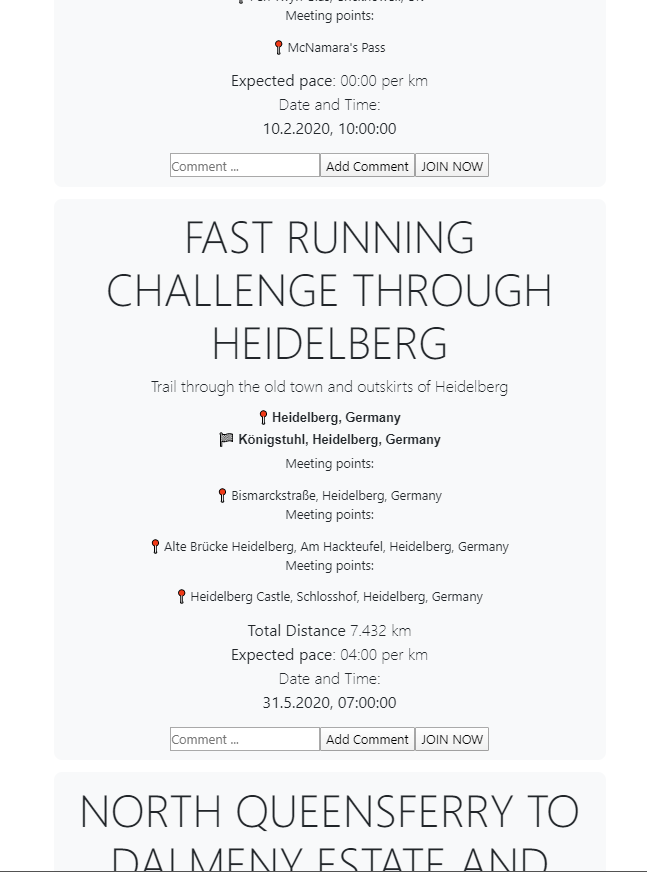 Meeting points:
McNamara's Pass
Expected pace: 00:00 per km
Date and Time:
10.2.2020, 10:00:00
Comment ... Add Comment JOIN NOW
FAST RUNNING
CHALLENGE THROUGH
HEIDELBERG
Trail through the old town and outskirts of Heidelberg
Heidelberg, Germany
Königstuhl, Heidelberg, Germany
Meeting points:
Bismarckstraße, Heidelberg, Germany
Meeting points:
Alte Brücke Heidelberg, Am Hackteufel, Heidelberg, Germany
Meeting points:
Heidelberg Castle, Schlosshof, Heidelberg, Germany
Total Distance 7.432 km
Expected pace: 04:00 per km
Date and Time:
31.5.2020, 07:00:00
Comment ... Add Comment JOIN NOW
NORTH QUEENSFERRY TO
DALMENY ESTATE AND